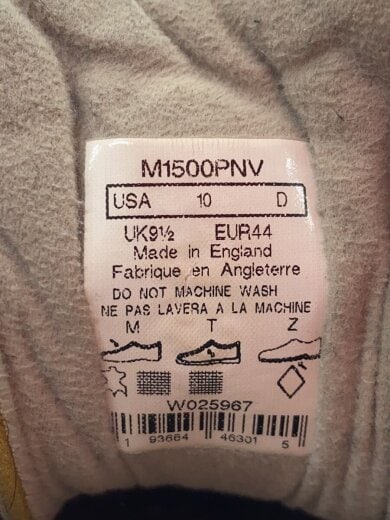 M1500PNV
USA 10 D
UK9½ EUR44
Made in England
Fabrique en Angleterre
DO NOT MACHINE WASH
NE PAS LAVERA A LA MACHINE
M T Z
W025967
1 93684 46301 5